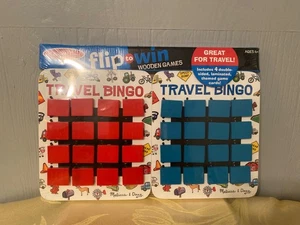 flip to win
WOODEN GAMES
GREAT
FOR TRAVEL!
Includes 4 double-
sided, laminated,
themed game
cards!
TRAVEL BINGO
TRAVEL BINGO
Melissa & Doug
Melissa & Doug